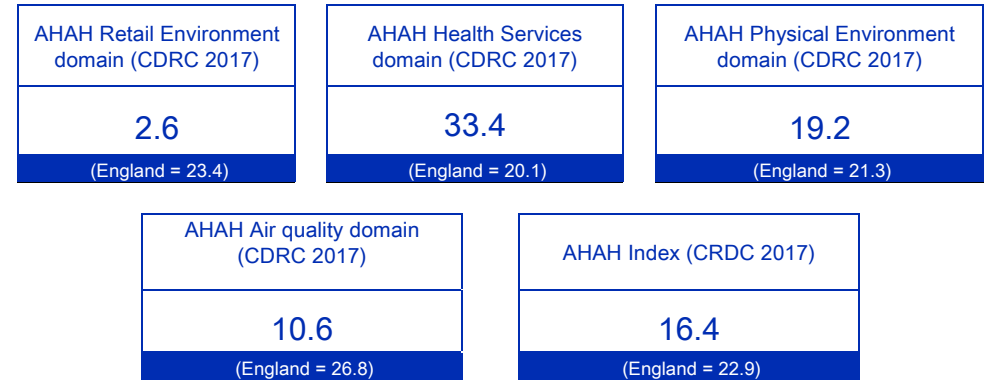 AHAH Retail Environment
domain (CDRC 2017)
2.6
(England = 23.4)
AHAH Health Services
domain (CDRC 2017)
33.4
(England = 20.1)
AHAH Physical Environment
domain (CDRC 2017)
19.2
(England = 21.3)
AHAH Air quality domain
(CDRC 2017)
10.6
(England = 26.8)
AHAH Index (CRDC 2017)
16.4
(England = 22.9)